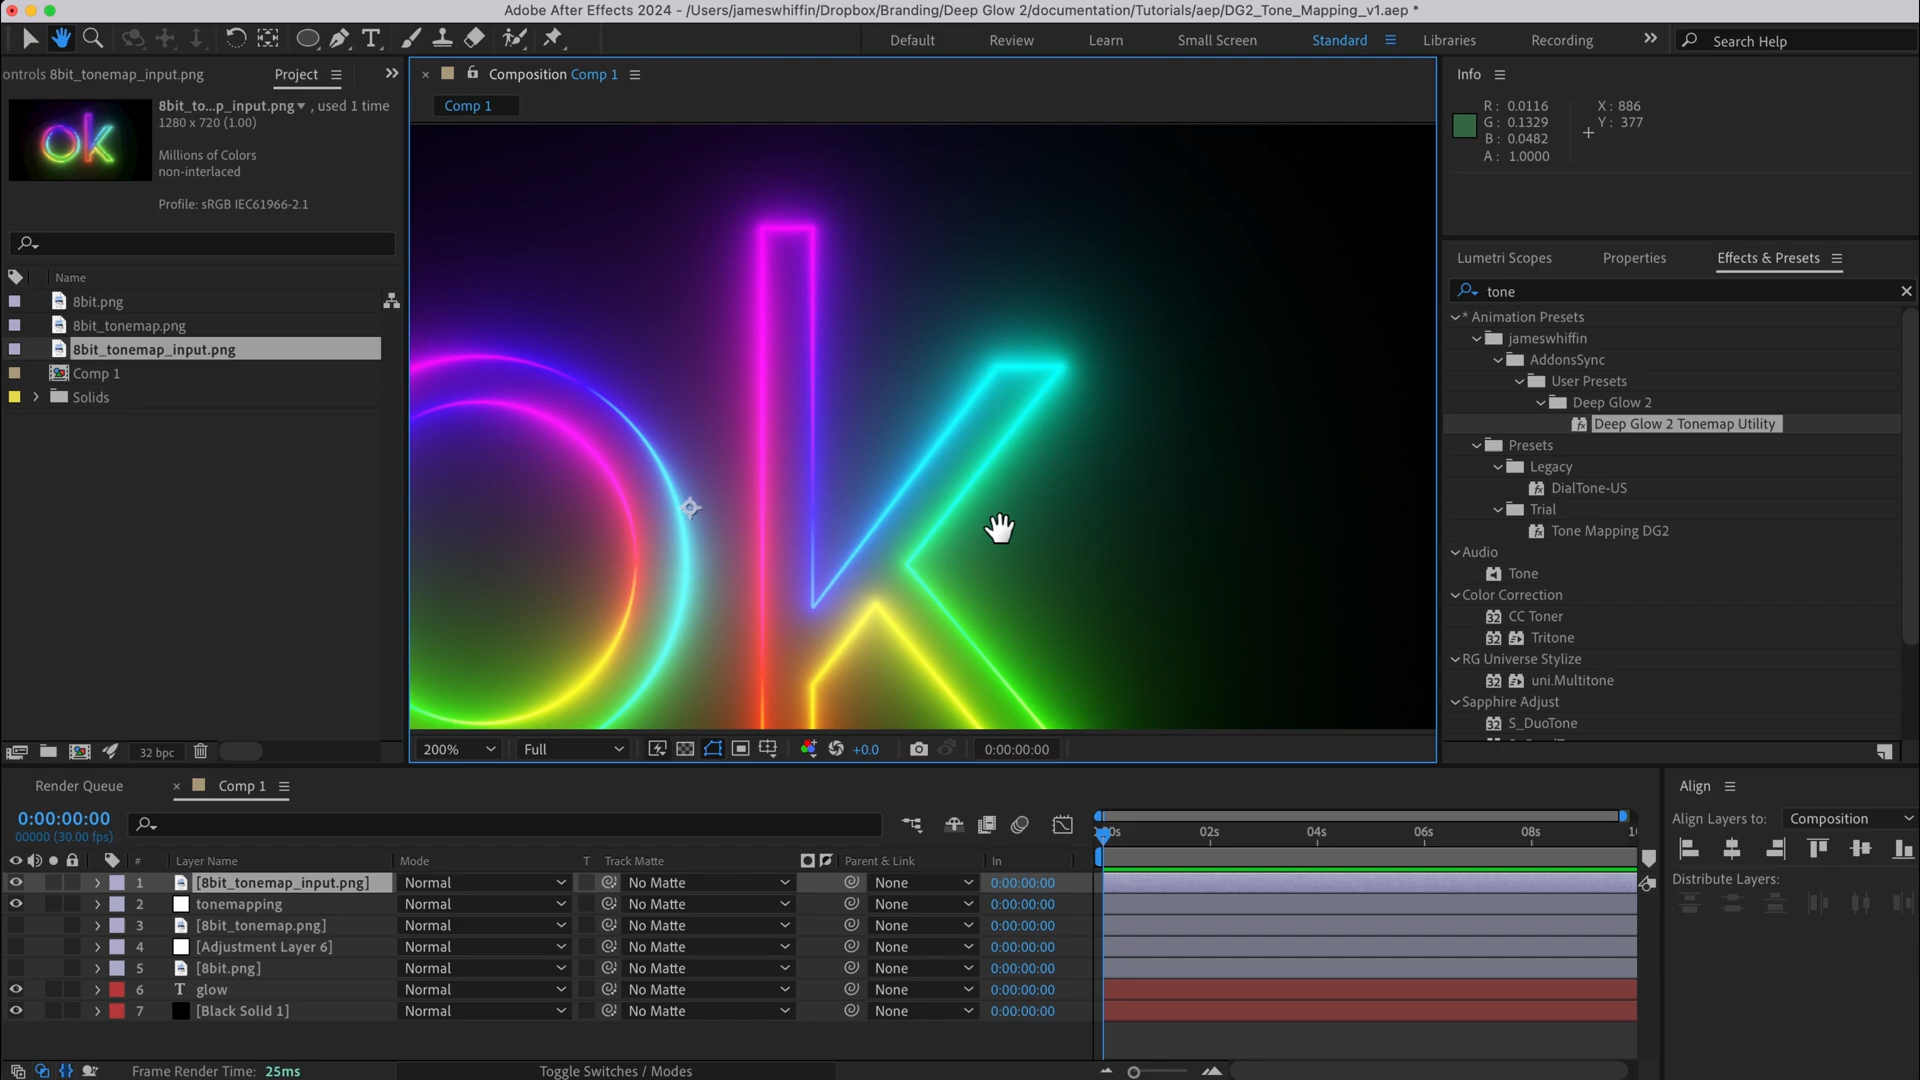 Adobe After Effects 2024 - /Users/jameswhiffin/Dropbox/Branding/Deep Glow 2/documentation/Tutorials/aep/DG2_Tone_Mapping_v1.aep *
Default
Review
Learn
Small Screen
Standard
Libraries
Recording
Search Help
ontrols 8bit_tonemap_input.png
Project
8bit_to...p_input.png , used 1 time
1280 x 720 (1.00)
Millions of Colors
non-interlaced
Profile: sRGB IEC61966-2.1
Name
8bit.png
8bit_tonemap.png
8bit_tonemap_input.png
Comp 1
Solids
32 bpc
Composition Comp 1
Comp 1
ok
200%
Full
+0.0
0:00:00:00
Info
R: 0.0116
G: 0.1329
B: 0.0482
A: 1.0000
X: 886
Y: 377
Lumetri Scopes
Properties
Effects & Presets
tone
* Animation Presets
jameswhiffin
AddonsSync
User Presets
Deep Glow 2
Deep Glow 2 Tonemap Utility
Presets
Legacy
DialTone-US
Trial
Tone Mapping DG2
Audio
Tone
Color Correction
CC Toner
Tritone
RG Universe Stylize
uni.Multitone
Sapphire Adjust
S_DuoTone
Render Queue
Comp 1
0:00:00:00
00000 (30.00 fps)
02s
04s
06s
08s
# Layer Name Mode T Track Matte Parent & Link In
1 [8bit_tonemap_input.png] Normal No Matte None 0:00:00:00
2 tonemapping Normal No Matte None 0:00:00:00
3 [8bit_tonemap.png] Normal No Matte None 0:00:00:00
4 [Adjustment Layer 6] Normal No Matte None 0:00:00:00
5 [8bit.png] Normal No Matte None 0:00:00:00
6 T glow Normal No Matte None 0:00:00:00
7 [Black Solid 1] Normal No Matte None 0:00:00:00
Frame Render Time: 25ms
Toggle Switches / Modes
Align
Align Layers to: Composition
Distribute Layers: